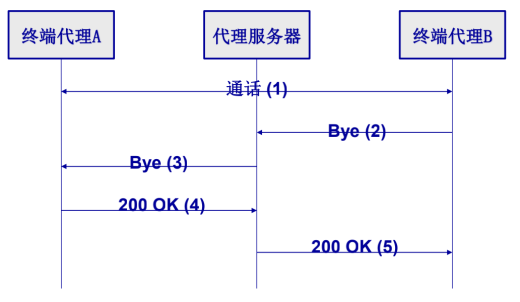 终端代理A
代理服务器
终端代理B
通话 (1)
Bye (2)
Bye (3)
200 OK (4)
200 OK (5)